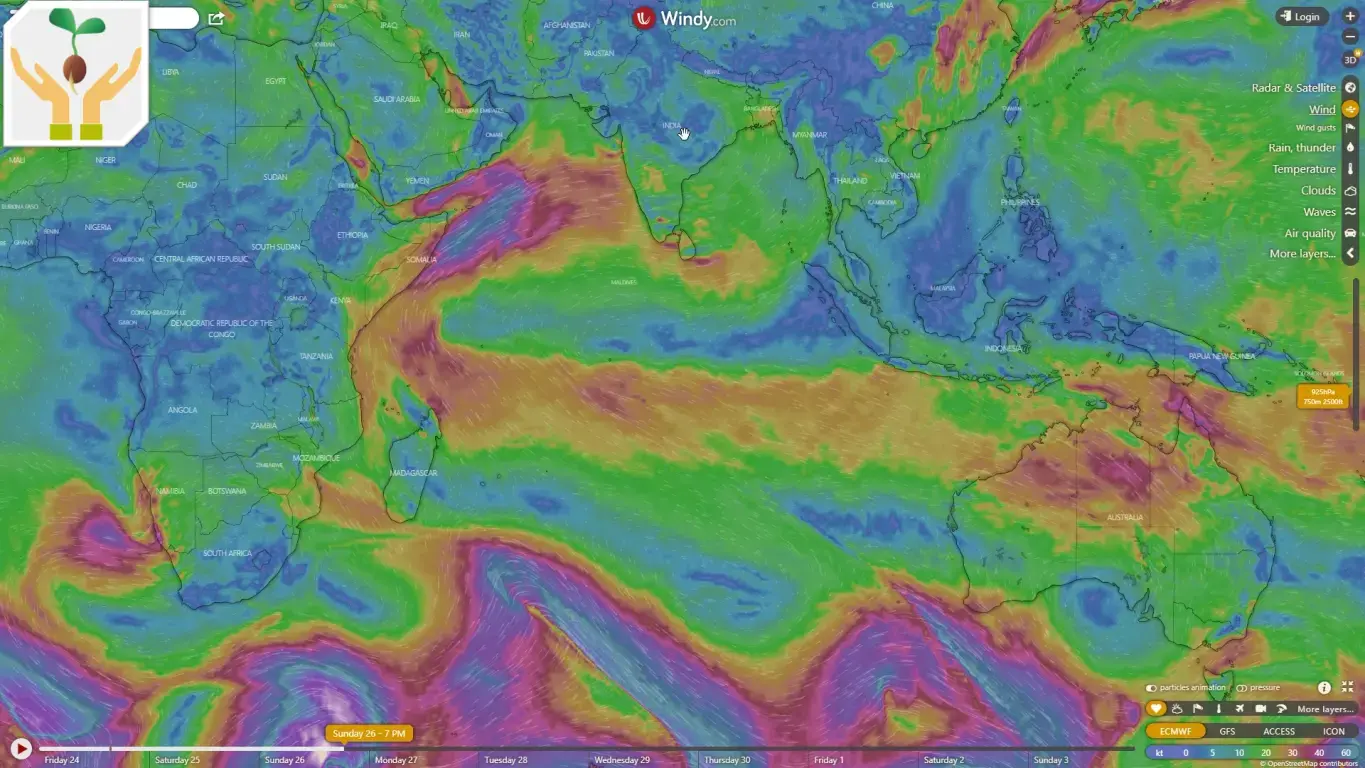 Windy.com
Login
+
−
3D
Radar & Satellite
Wind
Wind gusts
Rain, thunder
Temperature
Clouds
Waves
Air quality
More layers...
CHINA
IRAQ
IRAN
AFGHANISTAN
JORDAN
PAKISTAN
LIBYA
EGYPT
NEPAL
SAUDI ARABIA
UNITED ARAB EMIRATES
BANGLADESH
TAIWAN
INDIA
OMAN
MYANMAR
MALI
NIGER
LAOS
SUDAN
YEMEN
THAILAND
VIETNAM
CHAD
ERITREA
BURKINA FASO
CAMBODIA
PHILIPPINES
NIGERIA
BENIN
GHANA
ETHIOPIA
SOUTH SUDAN
CAMEROON
CENTRAL AFRICAN REPUBLIC
SOMALIA
MALDIVES
MALAYSIA
UGANDA
KENYA
CONGO-BRAZZAVILLE
GABON
DEMOCRATIC REPUBLIC OF THE
CONGO
TANZANIA
INDONESIA
PAPUA NEW GUINEA
SOLOMON ISLANDS
925hPa
750m 2500ft
ANGOLA
MALAWI
ZAMBIA
MOZAMBIQUE
ZIMBABWE
MADAGASCAR
NAMIBIA
BOTSWANA
AUSTRALIA
SOUTH AFRICA
particles animation
pressure
More layers...
Sunday 26 - 7 PM
ECMWF
GFS
ACCESS
ICON
kt 0 5 10 20 30 40 60
Friday 24
Saturday 25
Sunday 26
Monday 27
Tuesday 28
Wednesday 29
Thursday 30
Friday 1
Saturday 2
Sunday 3
© OpenStreetMap contributors